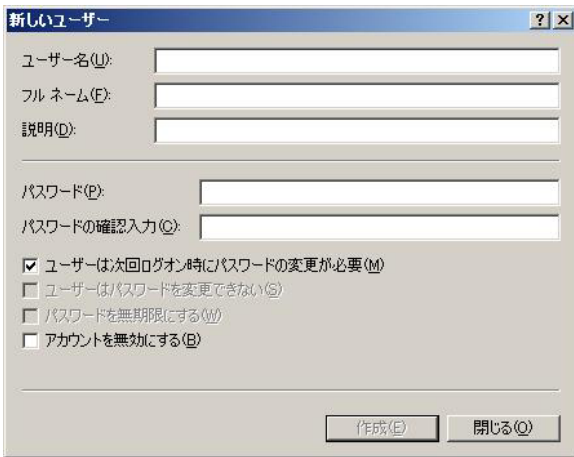 新しいユーザー
ユーザー名(U):
フル ネーム(F):
説明(D):
パスワード(P):
パスワードの確認入力(C):
ユーザーは次回ログオン時にパスワードの変更が必要(M)
ユーザーはパスワードを変更できない(S)
パスワードを無期限にする(W)
アカウントを無効にする(B)
作成(E) 閉じる(O)